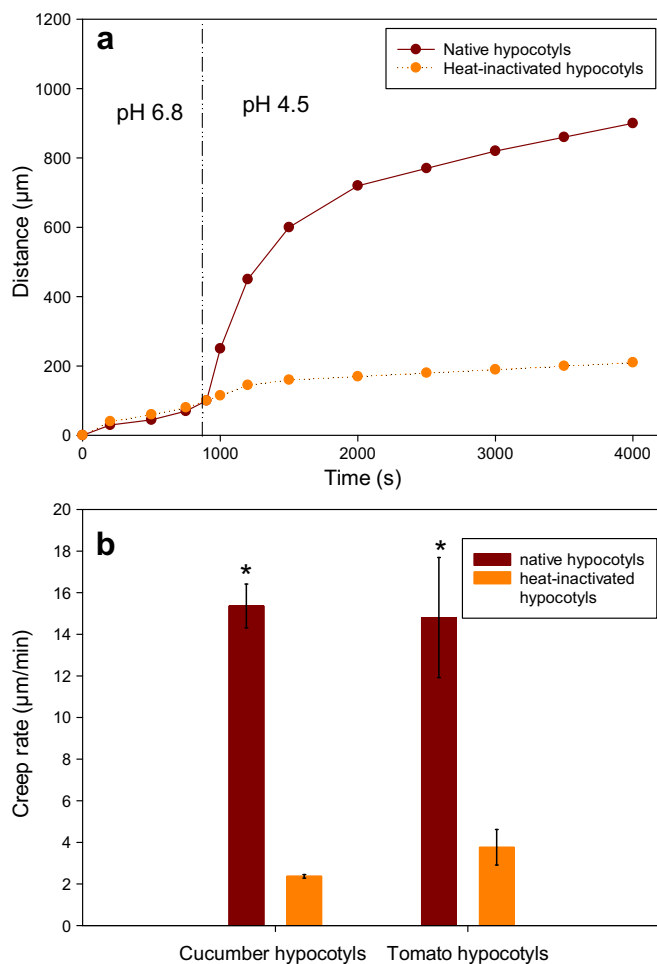 a
1200
1000
800
600
400
200
0
Distance (µm)
pH 6.8
pH 4.5
Native hypocotyls
Heat-inactivated hypocotyls
0
1000
2000
3000
4000
Time (s)
b
20
18
16
14
12
10
8
6
4
2
0
Creep rate (µm/min)
*
*
native hypocotyls
heat-inactivated
hypocotyls
Cucumber hypocotyls
Tomato hypocotyls